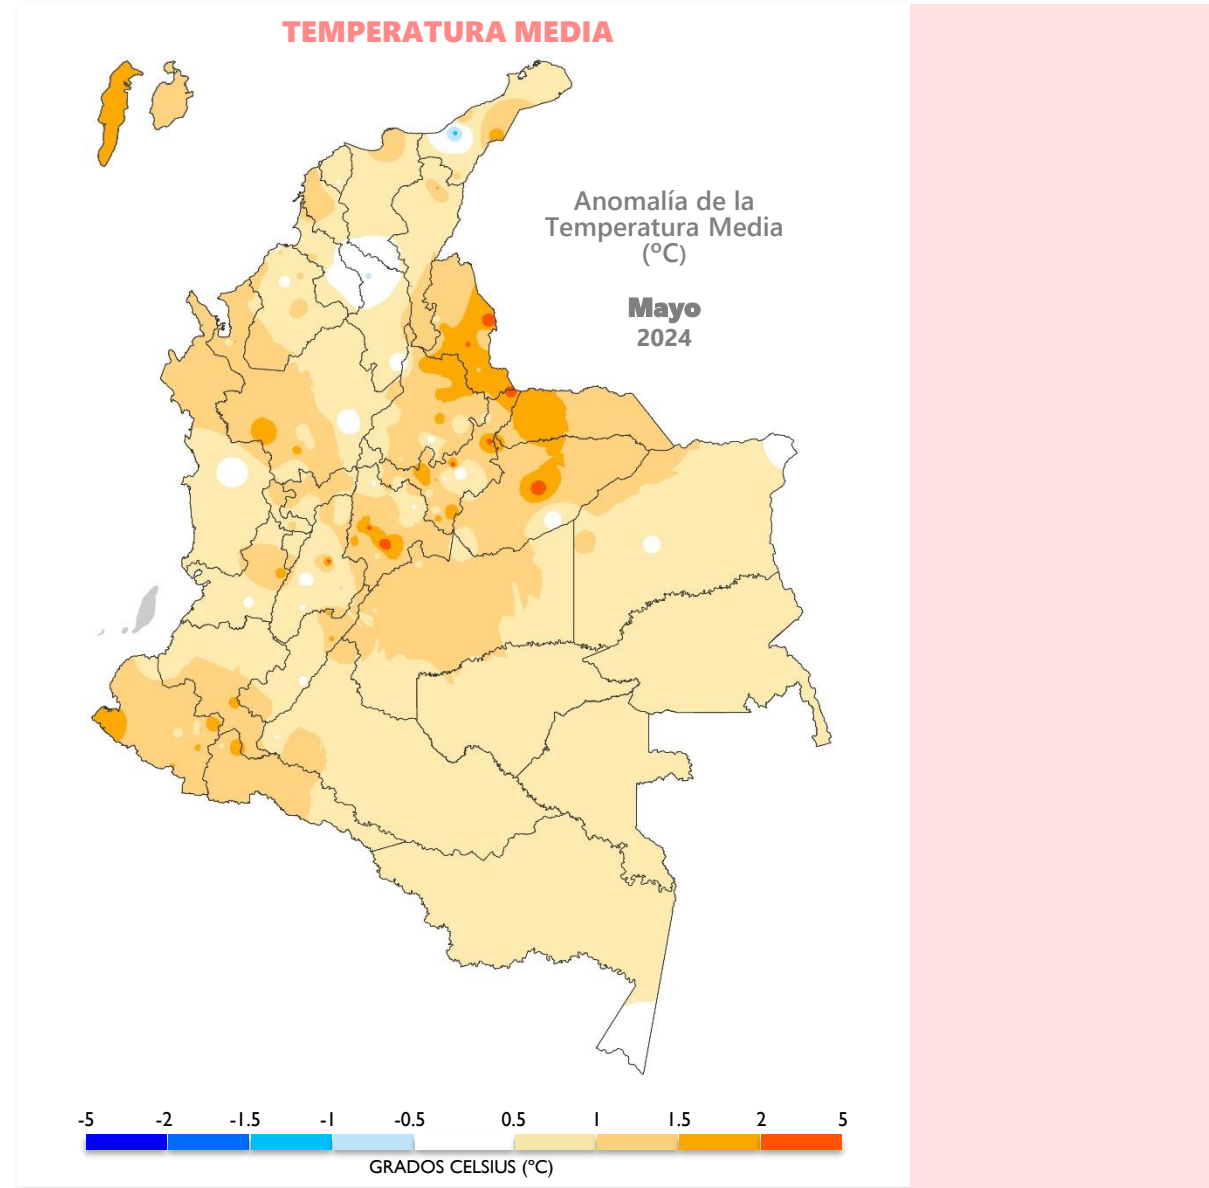 TEMPERATURA MEDIA
Anomalía de la
Temperatura Media
(ºC)
Mayo
2024
-5 -2 -1.5 -1 -0.5 0.5 1 1.5 2 5
GRADOS CELSIUS (ºC)